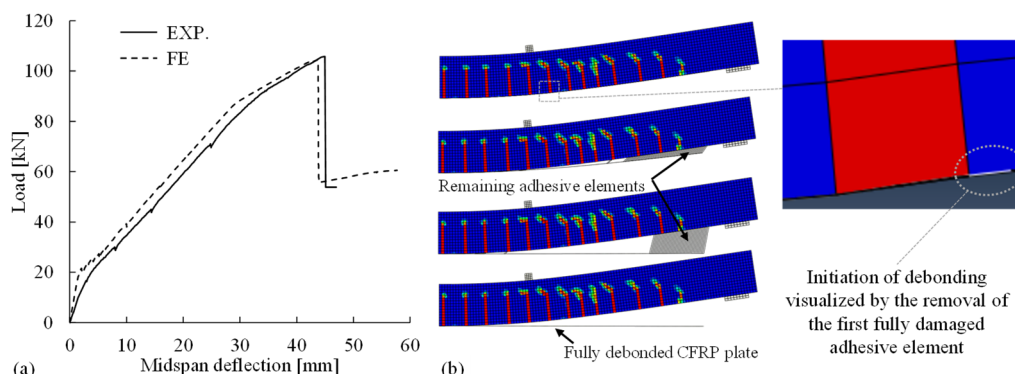 EXP.
FE
120
100
80
60
40
20
0
Load [kN]
0 10 20 30 40 50 60
Midspan deflection [mm]
(a)
(b)
Remaining adhesive elements
Fully debonded CFRP plate
Initiation of debonding
visualized by the removal of
the first fully damaged
adhesive element